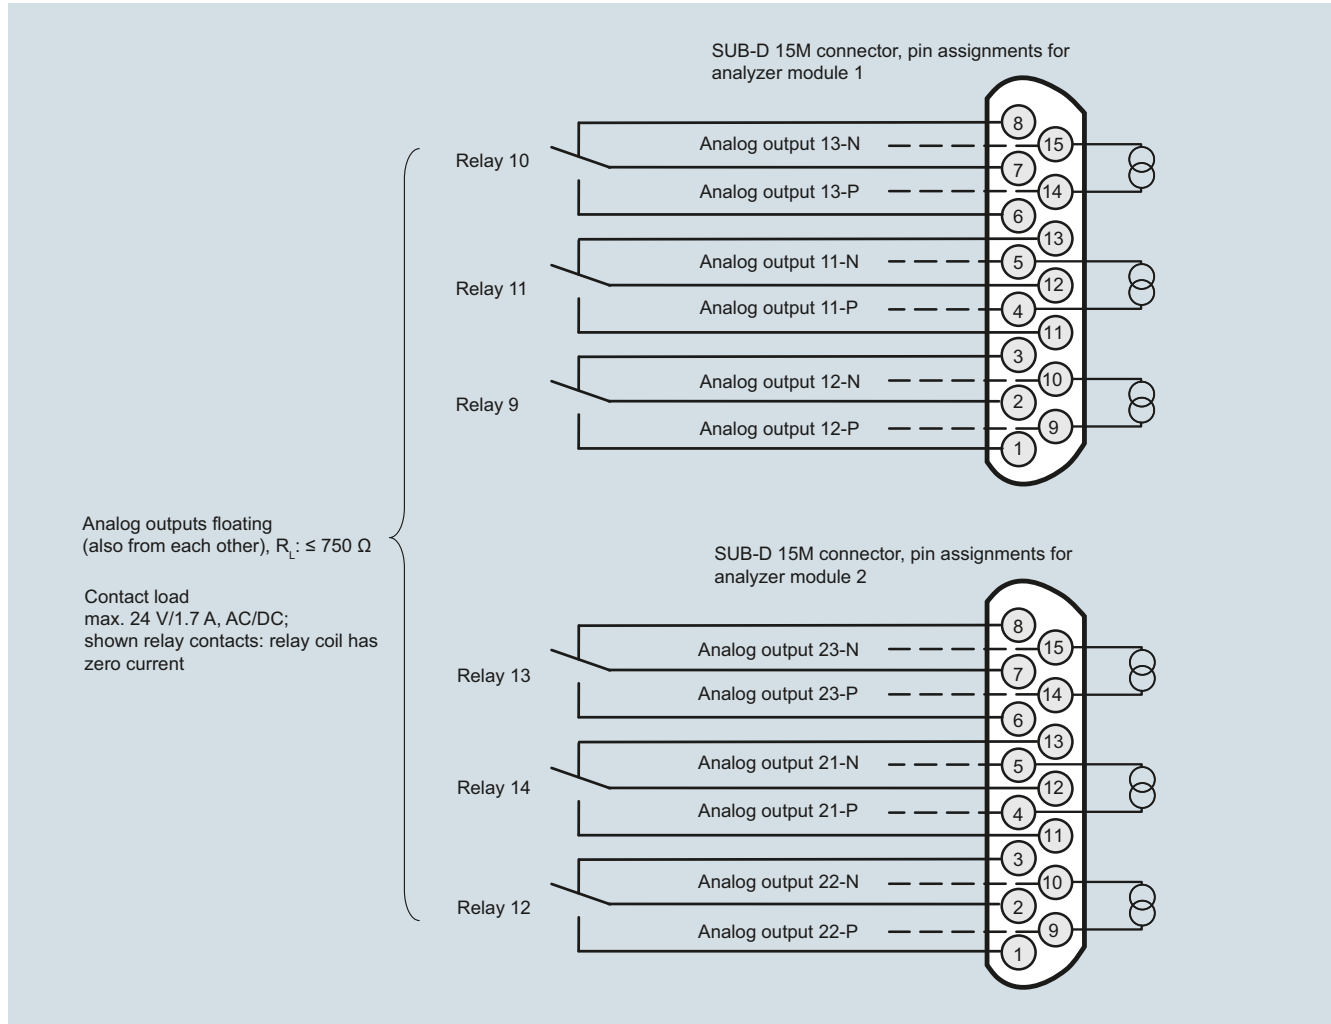 SUB-D 15M connector, pin assignments for
analyzer module 1
8
Analog output 13-N
15
Relay 10
7
Analog output 13-P
14
6
13
Analog output 11-N
5
Relay 11
12
Analog output 11-P
4
11
3
Analog output 12-N
10
Relay 9
2
Analog output 12-P
9
1
Analog outputs floating
(also from each other), RL: ≤ 750 Ω
Contact load
max. 24 V/1.7 A, AC/DC;
shown relay contacts: relay coil has
zero current
SUB-D 15M connector, pin assignments for
analyzer module 2
8
Analog output 23-N
15
Relay 13
7
Analog output 23-P
14
6
13
Analog output 21-N
5
Relay 14
12
Analog output 21-P
4
11
3
Analog output 22-N
10
Relay 12
2
Analog output 22-P
9
1